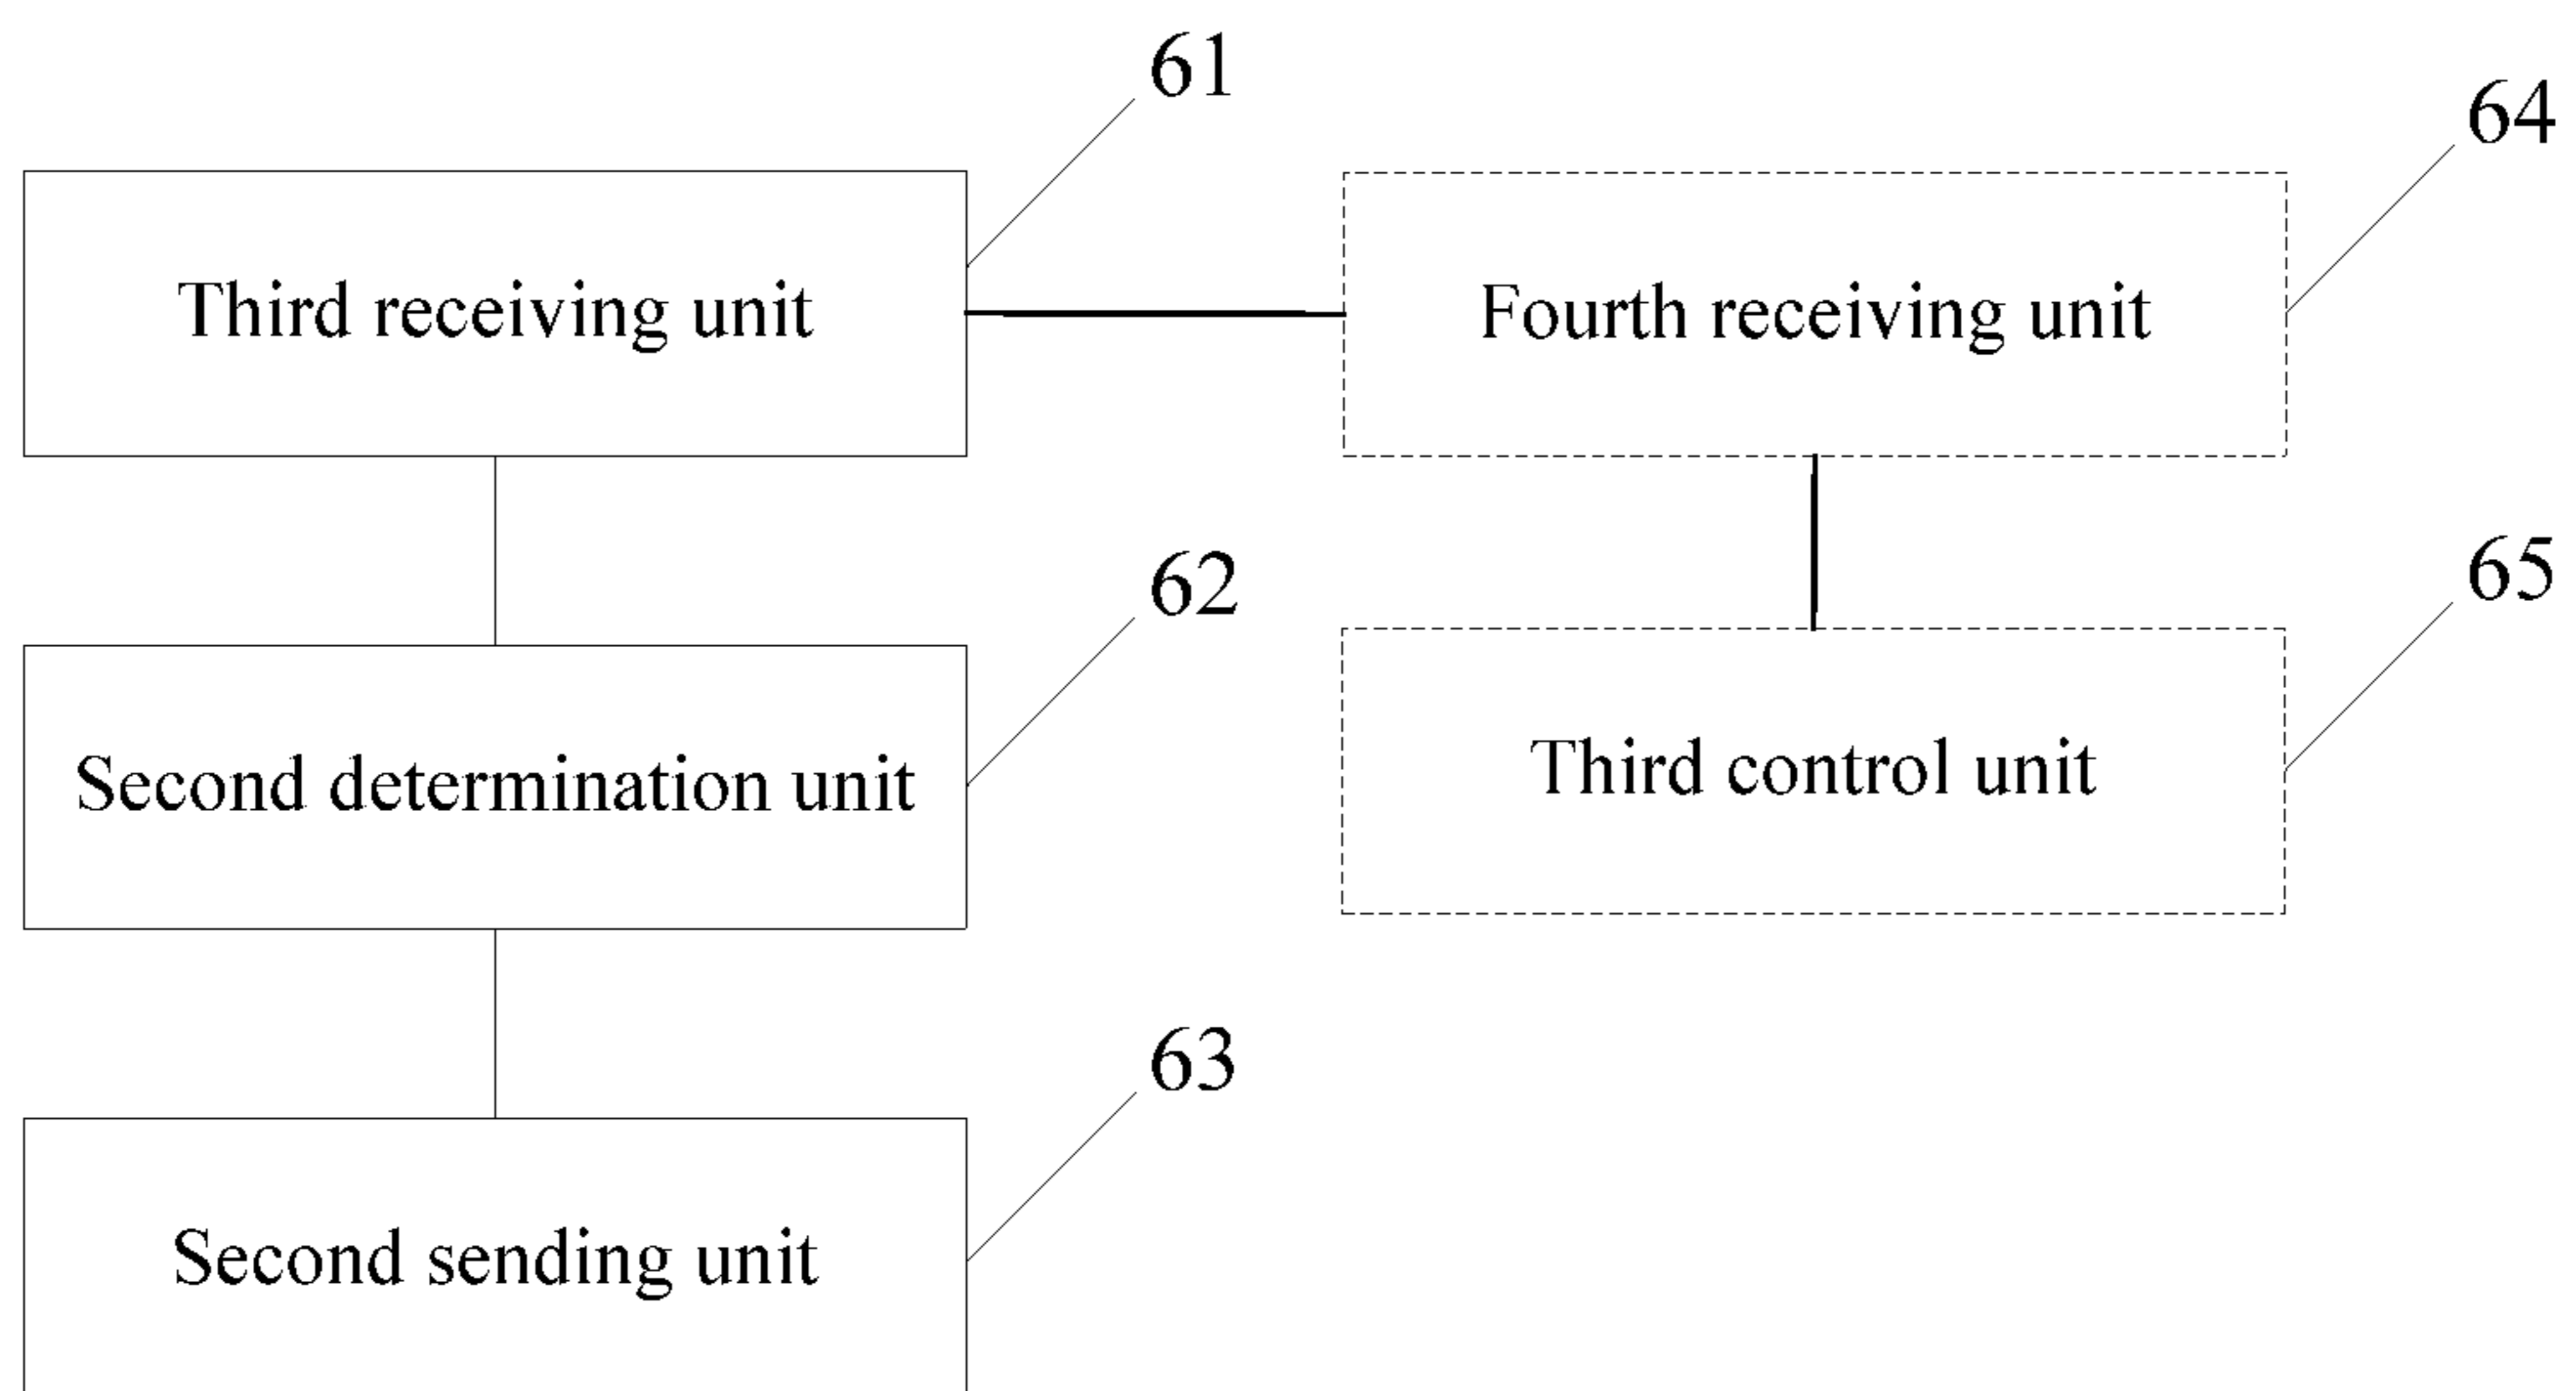 61
64
Third receiving unit
Fourth receiving unit
62
65
Second determination unit
Third control unit
63
Second sending unit